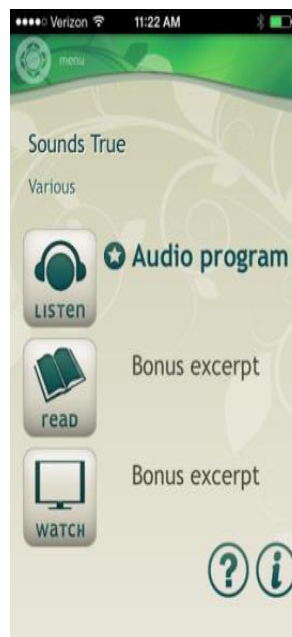 Verizon 11:22 AM
menu
Sounds True
Various
Audio program
LISTEN
Bonus excerpt
READ
Bonus excerpt
WATCH
? i